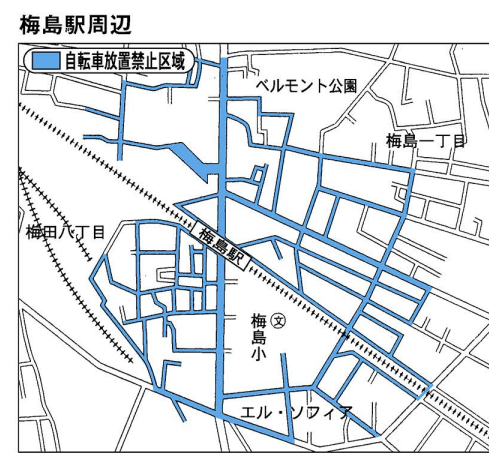 梅島駅周辺
自転車放置禁止区域
ベルモント公園
梅島一丁目
梅田八丁目
梅島駅
文
梅島小
エル・ソフィア